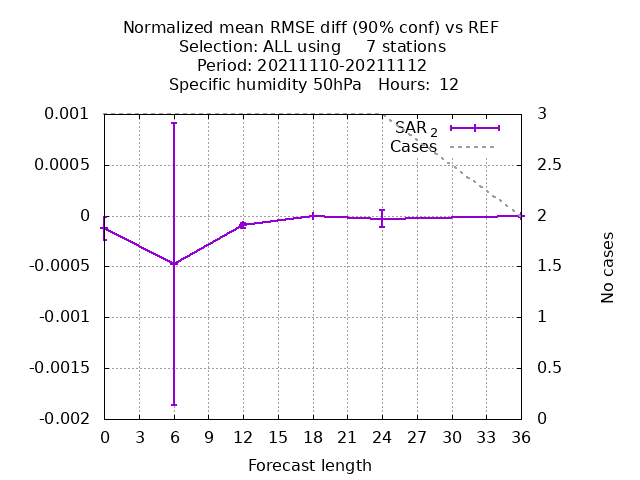 Normalized mean RMSE diff (90% conf) vs REF
Selection: ALL using 7 stations
Period: 20211110-20211112
Specific humidity 50hPa Hours: 12
0.001
0.0005
0
-0.0005
-0.001
-0.0015
-0.002
3
2.5
2
1.5
1
0.5
0
SAR 2
Cases
No cases
0 3 6 9 12 15 18 21 24 27 30 33 36
Forecast length